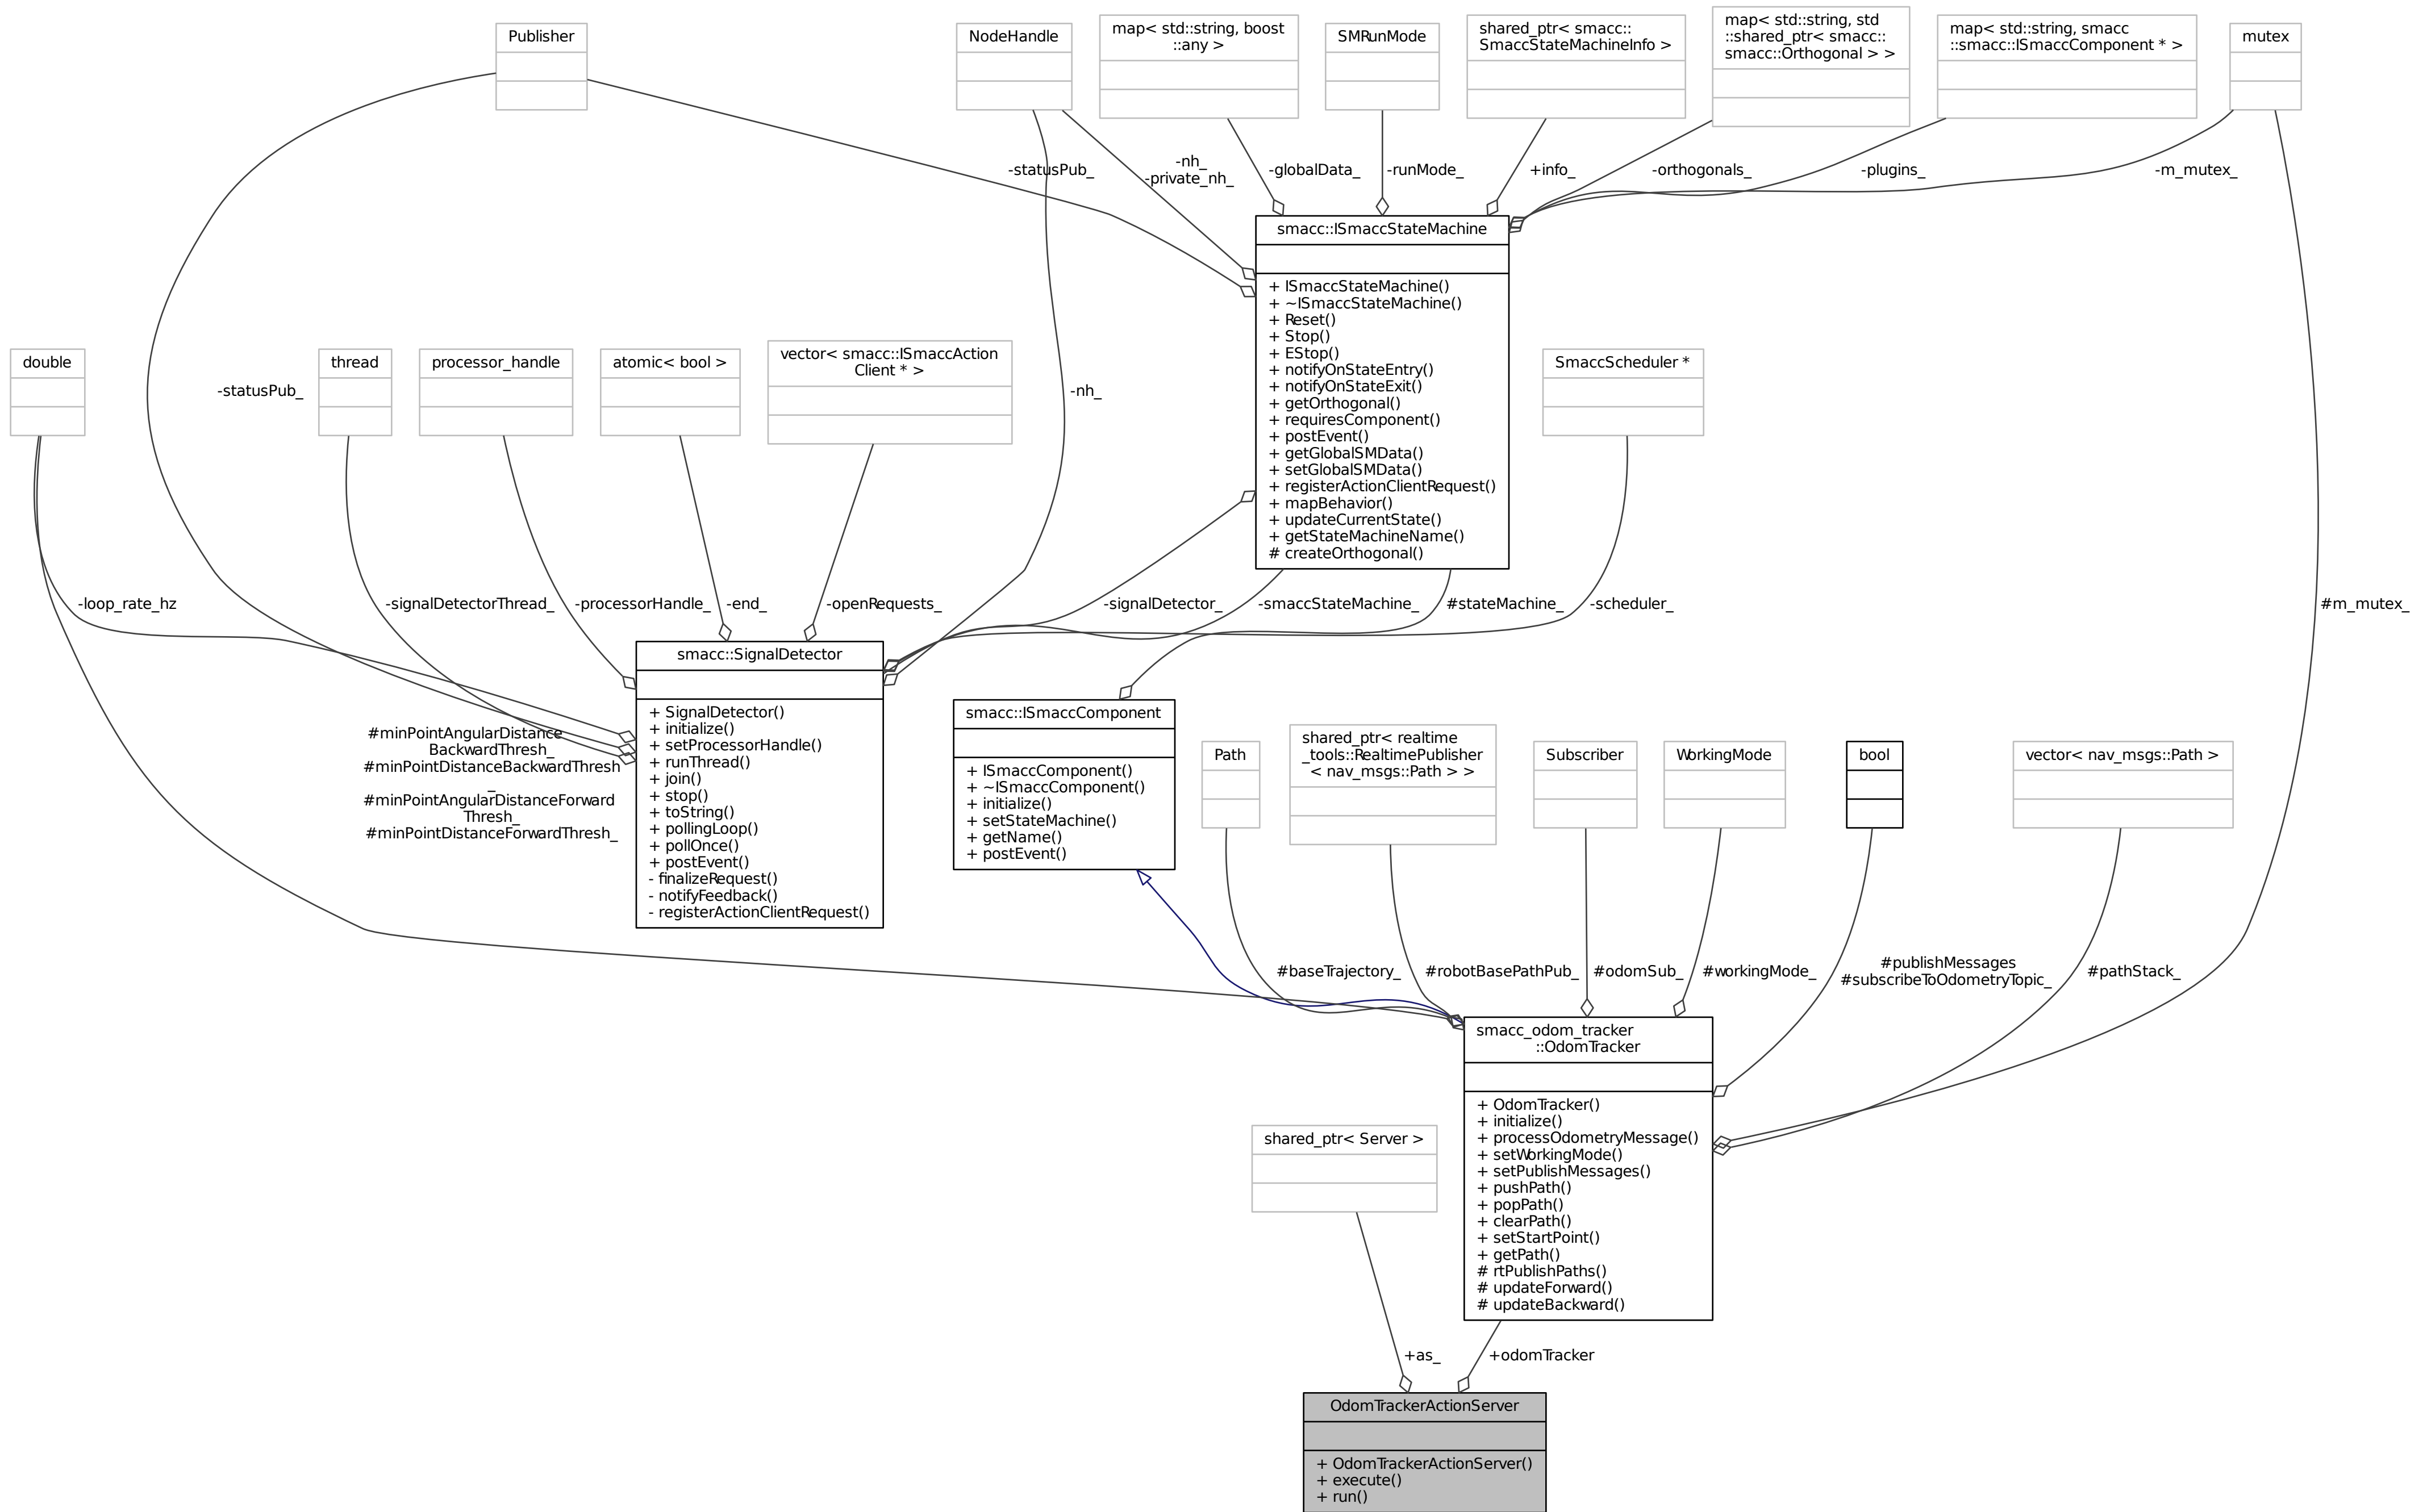 Publisher
NodeHandle
map< std::string, boost
::any >
SMRunMode
shared_ptr< smacc::
SmaccStateMachineInfo >
map< std::string, std
::shared_ptr< smacc::
smacc::Orthogonal > >
map< std::string, smacc
::smacc::ISmaccComponent * >
mutex
-statusPub_
-nh_
-private_nh_
-globalData_
-runMode_
+info_
-orthogonals_
-plugins_
-m_mutex_
smacc::ISmaccStateMachine
+ ISmaccStateMachine()
+ ~ISmaccStateMachine()
+ Reset()
+ Stop()
+ EStop()
+ notifyOnStateEntry()
+ notifyOnStateExit()
+ getOrthogonal()
+ requiresComponent()
+ postEvent()
+ getGlobalSMData()
+ setGlobalSMData()
+ registerActionClientRequest()
+ mapBehavior()
+ updateCurrentState()
+ getStateMachineName()
# createOrthogonal()
double
thread
processor_handle
atomic< bool >
vector< smacc::ISmaccAction
Client * >
SmaccScheduler *
-statusPub_
-nh_
-loop_rate_hz
-signalDetectorThread_
-processorHandle_
-end_
-openRequests_
-signalDetector_
-smaccStateMachine_
#stateMachine_
-scheduler_
#m_mutex_
smacc::SignalDetector
+ SignalDetector()
+ initialize()
+ setProcessorHandle()
+ runThread()
+ join()
+ stop()
+ toString()
+ pollingLoop()
+ pollOnce()
+ postEvent()
- finalizeRequest()
- notifyFeedback()
- registerActionClientRequest()
#minPointAngularDistance
BackwardThresh_
#minPointDistanceBackwardThresh
_
#minPointAngularDistanceForward
Thresh_
#minPointDistanceForwardThresh_
smacc::ISmaccComponent
+ ISmaccComponent()
+ ~ISmaccComponent()
+ initialize()
+ setStateMachine()
+ getName()
+ postEvent()
Path
shared_ptr< realtime
_tools::RealtimePublisher
< nav_msgs::Path > >
Subscriber
WorkingMode
bool
vector< nav_msgs::Path >
#baseTrajectory_
#robotBasePathPub_
#odomSub_
#workingMode_
#publishMessages
#subscribeToOdometryTopic_
#pathStack_
smacc_odom_tracker
::OdomTracker
+ OdomTracker()
+ initialize()
+ processOdometryMessage()
+ setWorkingMode()
+ setPublishMessages()
+ pushPath()
+ popPath()
+ clearPath()
+ setStartPoint()
+ getPath()
# rtPublishPaths()
# updateForward()
# updateBackward()
shared_ptr< Server >
+as_
+odomTracker
OdomTrackerActionServer
+ OdomTrackerActionServer()
+ execute()
+ run()